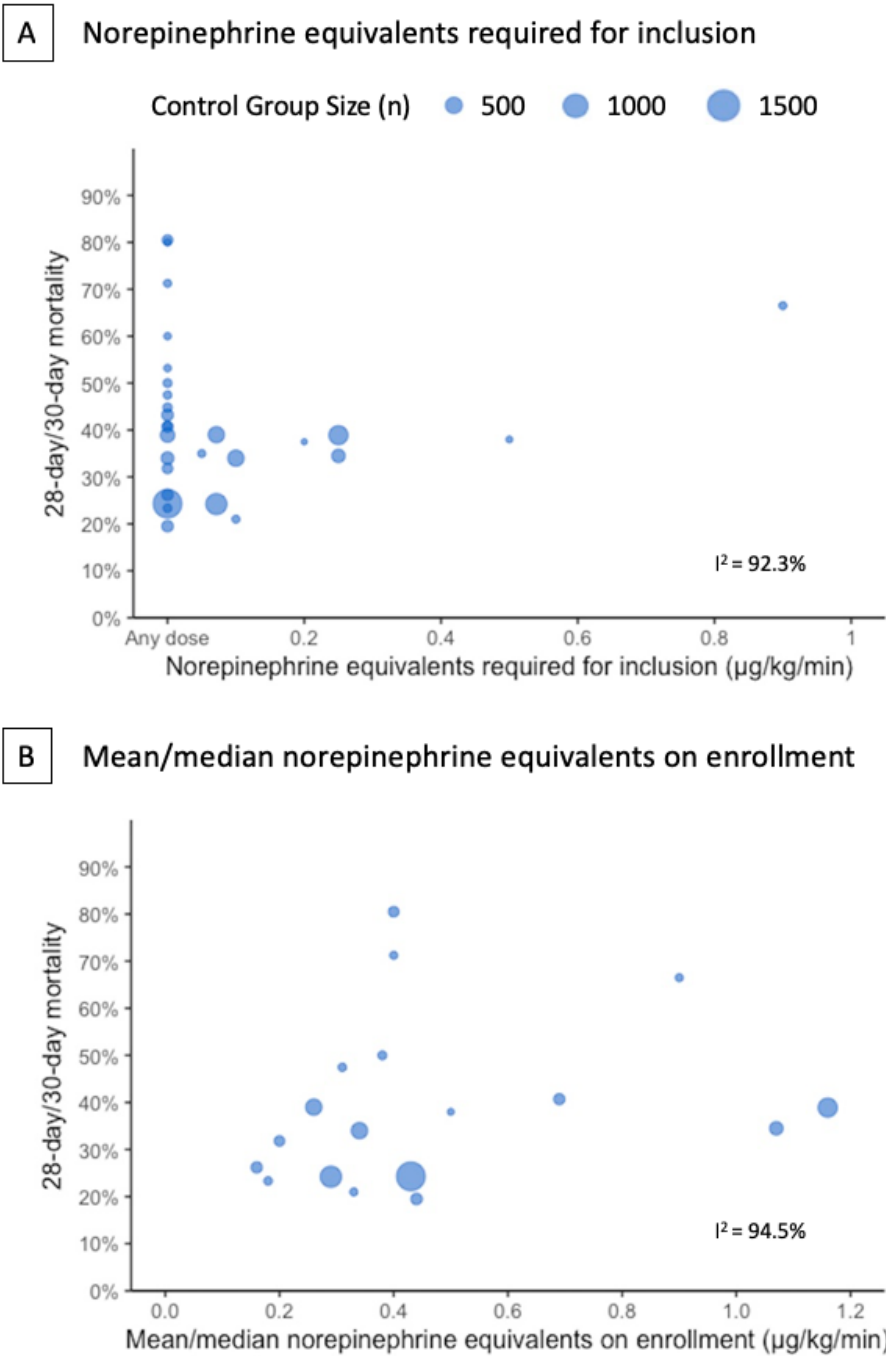 A Norepinephrine equivalents required for inclusion
Control Group Size (n) 500 1000 1500
90%
80%
70%
60%
50%
40%
30%
20%
10%
0%
28-day/30-day mortality
I² = 92.3%
Any dose 0.2 0.4 0.6 0.8 1
Norepinephrine equivalents required for inclusion (µg/kg/min)
B Mean/median norepinephrine equivalents on enrollment
90%
80%
70%
60%
50%
40%
30%
20%
10%
0%
28-day/30-day mortality
I² = 94.5%
0.0 0.2 0.4 0.6 0.8 1.0 1.2
Mean/median norepinephrine equivalents on enrollment (µg/kg/min)